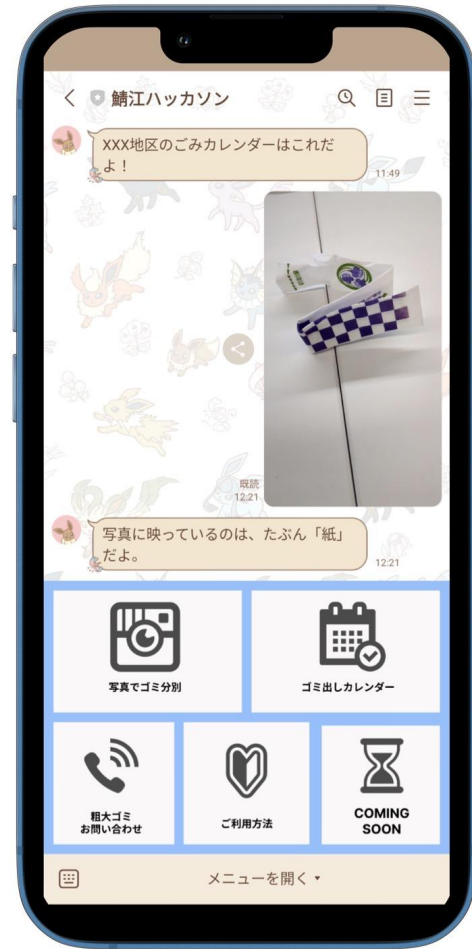 鯖江ハッカソン
XXX地区のごみカレンダーはこれだ
よ！
11:49
既読
12:21
写真に映っているのは、たぶん「紙」
だよ。
12:21
写真でゴミ分別
ゴミ出しカレンダー
粗大ゴミ
お問い合わせ
ご利用方法
COMING
SOON
メニューを開く